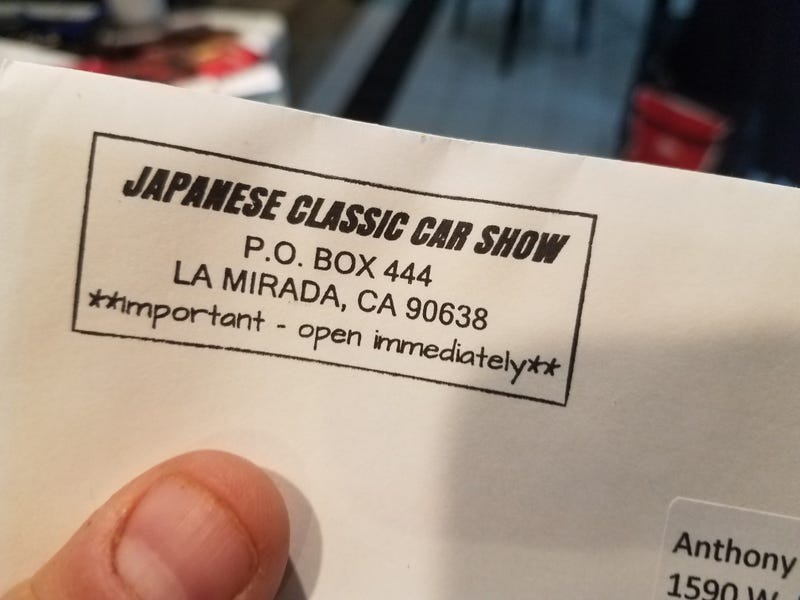 JAPANESE CLASSIC CAR SHOW
P.O. BOX 444
LA MIRADA, CA 90638
**important - open immediately**
Anthony
1590 W.